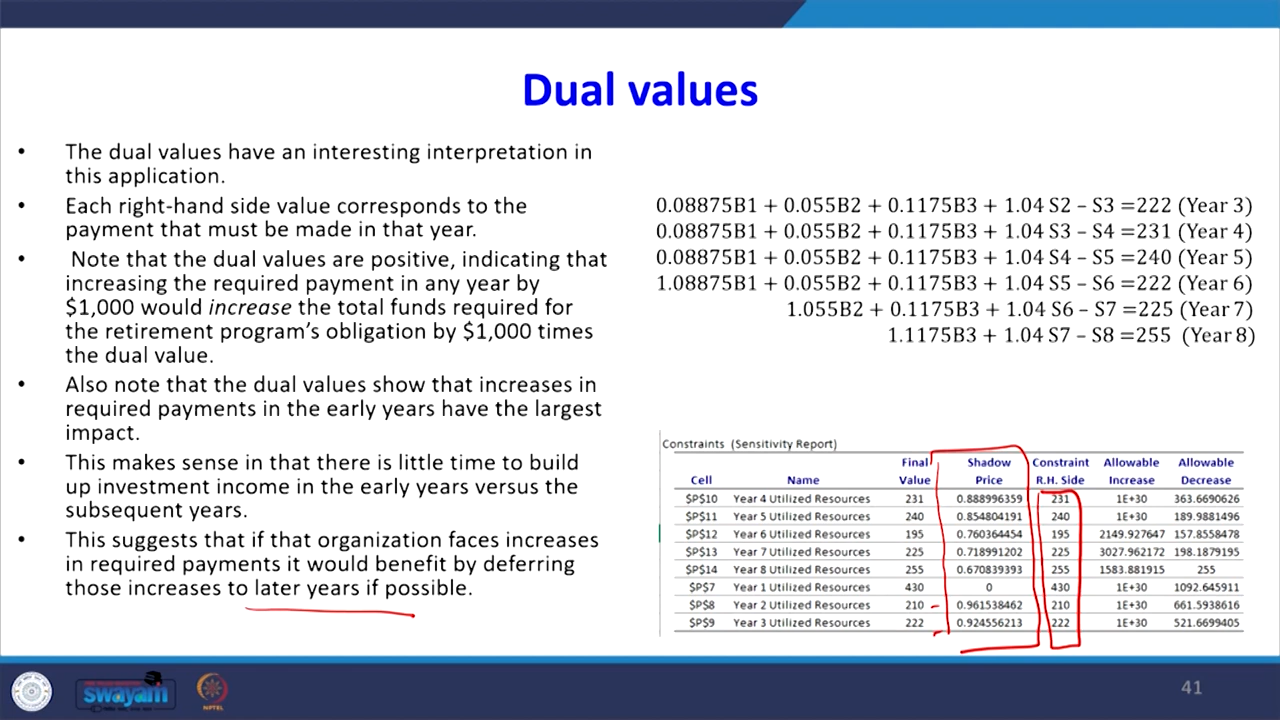 Dual values
• The dual values have an interesting interpretation in
this application.
• Each right-hand side value corresponds to the
payment that must be made in that year.
• Note that the dual values are positive, indicating that
increasing the required payment in any year by
$1,000 would increase the total funds required for
the retirement program's obligation by $1,000 times
the dual value.
• Also note that the dual values show that increases in
required payments in the early years have the largest
impact.
• This makes sense in that there is little time to build
up investment income in the early years versus the
subsequent years.
• This suggests that if that organization faces increases
in required payments it would benefit by deferring
those increases to later years if possible.
0.08875B1 + 0.055B2 + 0.1175B3 + 1.04 S2 – S3 =222 (Year 3)
0.08875B1 + 0.055B2 + 0.1175B3 + 1.04 S3 – S4 =231 (Year 4)
0.08875B1 + 0.055B2 + 0.1175B3 + 1.04 S4 – S5 =240 (Year 5)
1.08875B1 + 0.055B2 + 0.1175B3 + 1.04 S5 – S6 =222 (Year 6)
1.055B2 + 0.1175B3 + 1.04 S6 – S7 =225 (Year 7)
1.1175B3 + 1.04 S7 – S8 =255 (Year 8)
Constraints (Sensitivity Report)
Final Shadow Constraint Allowable Allowable
Cell Name Value Price R.H. Side Increase Decrease
$P$10 Year 4 Utilized Resources 231 0.888996359 231 1E+30 363.6690626
$P$11 Year 5 Utilized Resources 240 0.854804191 240 1E+30 189.9881496
$P$12 Year 6 Utilized Resources 195 0.760364454 195 2149.927647 157.8558478
$P$13 Year 7 Utilized Resources 225 0.718991202 225 3027.962172 198.1879195
$P$14 Year 8 Utilized Resources 255 0.670839393 255 1583.881915 255
$P$7 Year 1 Utilized Resources 430 0 430 1E+30 1092.645911
$P$8 Year 2 Utilized Resources 210 0.961538462 210 1E+30 661.5938616
$P$9 Year 3 Utilized Resources 222 0.924556213 222 1E+30 521.6699405
swayam
NPTEL
41